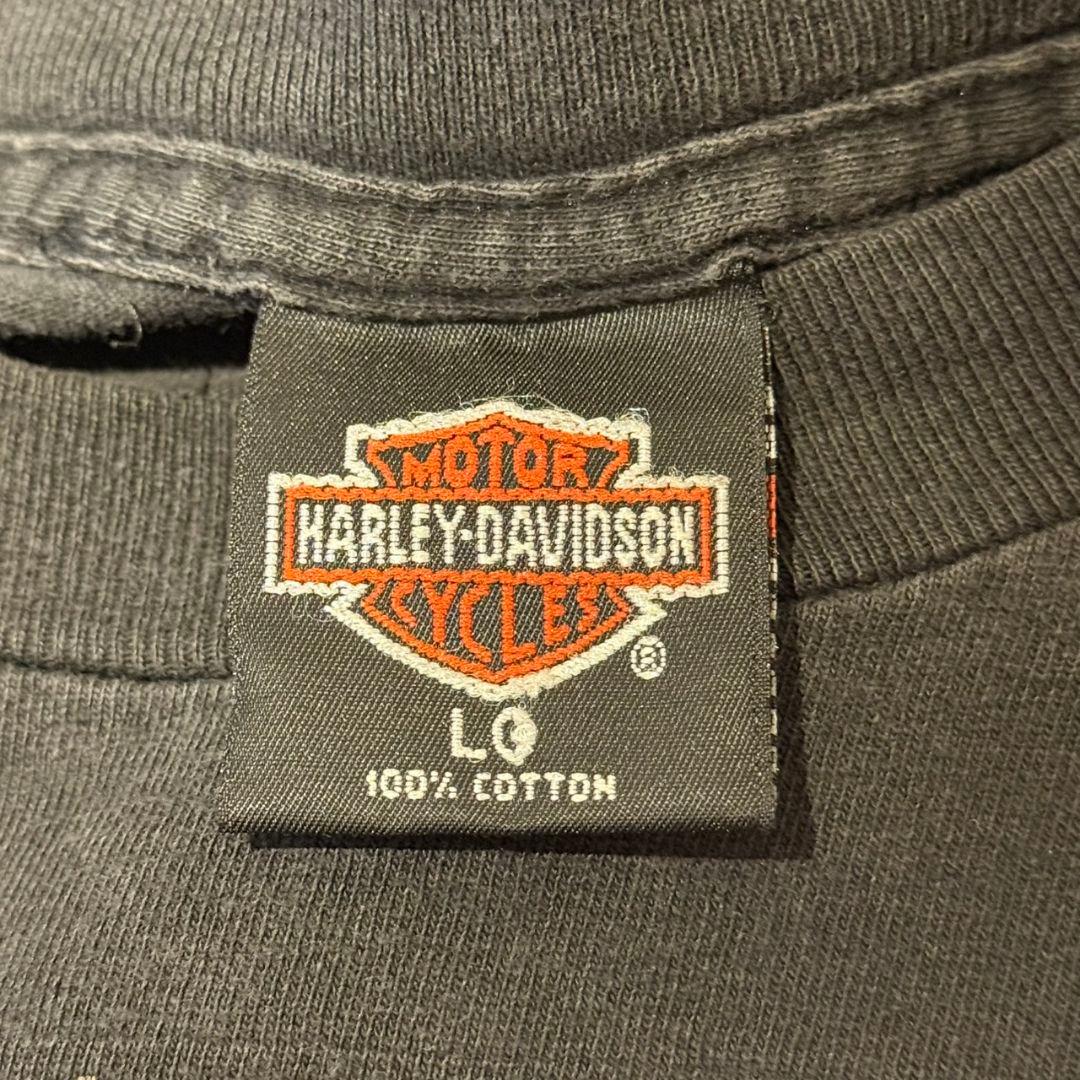 MOTOR
HARLEY-DAVIDSON
CYCLES
®
LG
100% COTTON